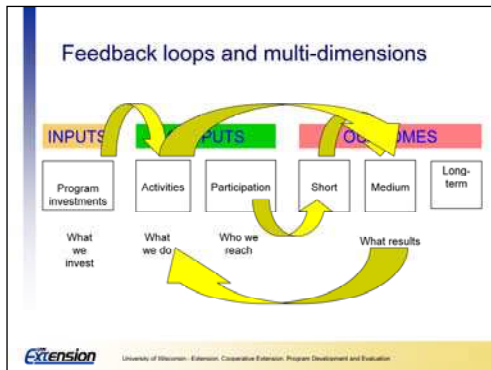 Feedback loops and multi-dimensions
INPUTS OUTPUTS OUTCOMES
Program
investments
Activities
Participation
Short
Medium
Long-
term
What
we
invest
What
we do
Who we
reach
What results
Extension
University of Wisconsin - Extension, Cooperative Extension, Program Development and Evaluation